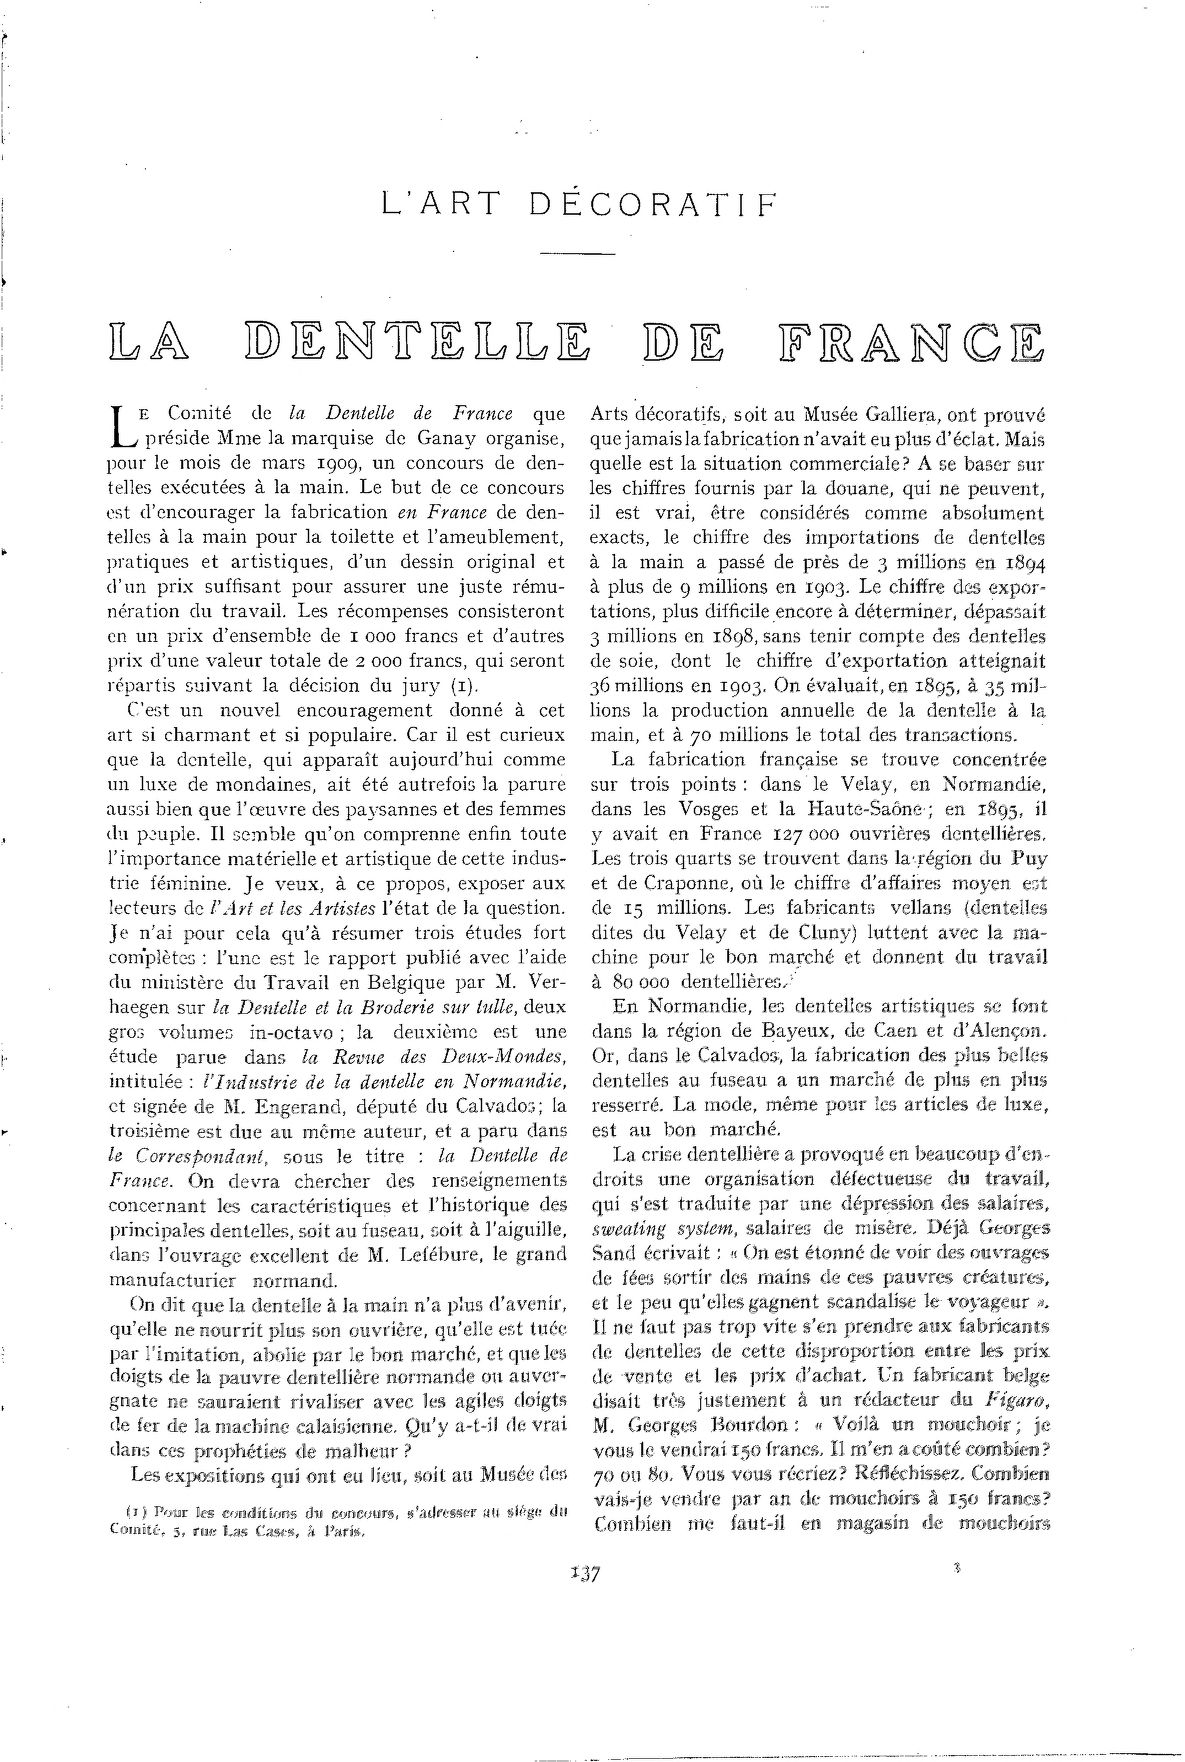 L'ART DÉCORATIF
LA DENTELLE DE FRANCE
LE Comité de la Dentelle de France que
préside Mme la marquise de Ganay organise,
pour le mois de mars 1909, un concours de den-
telles exécutées à la main. Le but de ce concours
est d'encourager la fabrication en France de den-
telles à la main pour la toilette et l'ameublement,
pratiques et artistiques, d'un dessin original et
d'un prix suffisant pour assurer une juste rému-
nération du travail. Les récompenses consisteront
en un prix d'ensemble de 1 000 francs et d'autres
prix d'une valeur totale de 2 000 francs, qui seront
répartis suivant la décision du jury (1).
C'est un nouvel encouragement donné à cet
art si charmant et si populaire. Car il est curieux
que la dentelle, qui apparaît aujourd'hui comme
un luxe de mondaines, ait été autrefois la parure
aussi bien que l'œuvre des paysannes et des femmes
du peuple. Il semble qu'on comprenne enfin toute
l'importance matérielle et artistique de cette indus-
trie féminine. Je veux, à ce propos, exposer aux
lecteurs de l'Art et les Artistes l'état de la question.
Je n'ai pour cela qu'à résumer trois études fort
complètes : l'une est le rapport publié avec l'aide
du ministère du Travail en Belgique par M. Ver-
haegen sur la Dentelle et la Broderie sur tulle, deux
gros volumes in-octavo ; la deuxième est une
étude parue dans la Revue des Deux-Mondes,
intitulée : l'Industrie de la dentelle en Normandie,
et signée de M. Engerand, député du Calvados ; la
troisième est due au même auteur, et a paru dans
le Correspondant, sous le titre : la Dentelle de
France. On devra chercher des renseignements
concernant les caractéristiques et l'historique des
principales dentelles, soit au fuseau, soit à l'aiguille,
dans l'ouvrage excellent de M. Lefébure, le grand
manufacturier normand.
On dit que la dentelle à la main n'a plus d'avenir,
qu'elle ne nourrit plus son ouvrière, qu'elle est tuée
par l'imitation, abolie par le bon marché, et que les
doigts de la pauvre dentellière normande ou auver-
gnate ne sauraient rivaliser avec les agiles doigts
de fer de la machine calaisienne. Qu'y a-t-il de vrai
dans ces prophéties de malheur ?
Les expositions qui ont eu lieu, soit au Musée des
(1) Pour les conditions du concours, s'adresser au siège du
Comité, 5, rue Las Cases, à Paris.
Arts décoratifs, soit au Musée Galliera, ont prouvé
que jamais la fabrication n'avait eu plus d'éclat. Mais
quelle est la situation commerciale ? A se baser sur
les chiffres fournis par la douane, qui ne peuvent,
il est vrai, être considérés comme absolument
exacts, le chiffre des importations de dentelles
à la main a passé de près de 3 millions en 1894
à plus de 9 millions en 1903. Le chiffre des expor-
tations, plus difficile encore à déterminer, dépassait
3 millions en 1898, sans tenir compte des dentelles
de soie, dont le chiffre d'exportation atteignait
36 millions en 1903. On évaluait, en 1895, à 35 mil-
lions la production annuelle de la dentelle à la
main, et à 70 millions le total des transactions.
La fabrication française se trouve concentrée
sur trois points : dans le Velay, en Normandie,
dans les Vosges et la Haute-Saône ; en 1895, il
y avait en France 127 000 ouvrières dentellières.
Les trois quarts se trouvent dans la région du Puy
et de Craponne, où le chiffre d'affaires moyen est
de 15 millions. Les fabricants vellans (dentelles
dites du Velay et de Cluny) luttent avec la ma-
chine pour le bon marché et donnent du travail
à 80 000 dentellières.
En Normandie, les dentelles artistiques se font
dans la région de Bayeux, de Caen et d'Alençon.
Or, dans le Calvados, la fabrication des plus belles
dentelles au fuseau a un marché de plus en plus
resserré. La mode, même pour les articles de luxe,
est au bon marché.
La crise dentellière a provoqué en beaucoup d'en-
droits une organisation défectueuse du travail,
qui s'est traduite par une dépression des salaires,
sweating system, salaires de misère. Déjà Georges
Sand écrivait : « On est étonné de voir des ouvrages
de fées sortir des mains de ces pauvres créatures,
et le peu qu'elles gagnent scandalise le voyageur ».
Il ne faut pas trop vite s'en prendre aux fabricants
de dentelles de cette disproportion entre les prix
de vente et les prix d'achat. Un fabricant belge
disait très justement à un rédacteur du Figaro,
M. Georges Bourdon : « Voilà un mouchoir ; je
vous le vendrai 150 francs. Il m'en a coûté combien ?
70 ou 80. Vous vous récriez ? Réfléchissez. Combien
vais-je vendre par an de mouchoirs à 150 francs ?
Combien me faut-il en magasin de mouchoirs
137
3